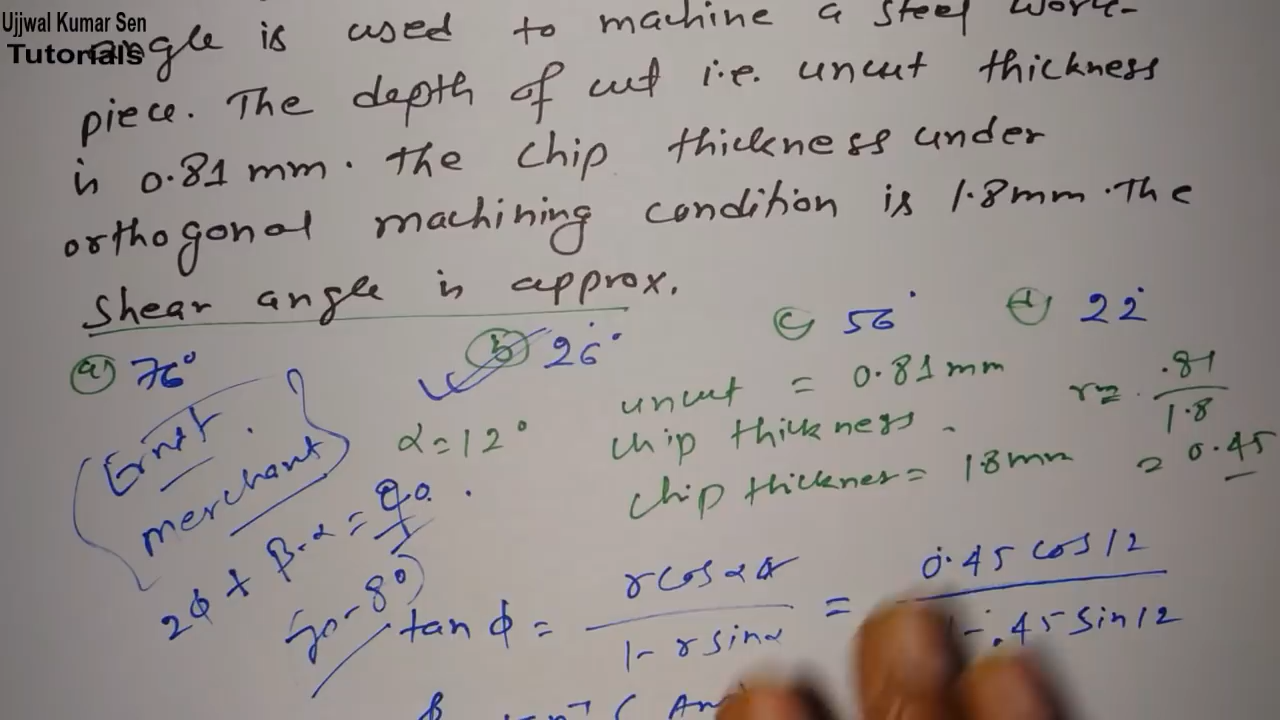 Ujjwal Kumar Sen
Tutorials
angle is used to machine a steel work-
piece. The depth of cut i.e. uncut thickness
is 0.81 mm. The chip thickness under
orthogonal machining condition is 1.8mm. The
Shear angle is approx.
(a) 76° (b) 26° (c) 56° (d) 22°
uncut = 0.81 mm
chip thickness
chip thickness = 1.8mm
r = .81/1.8
= 0.45
α = 12°
(Ernst.
merchant)
2φ + β-α = 90.
tan φ = r cos α / 1- r sin α = 0.45 cos 12 / 1-.45 sin 12